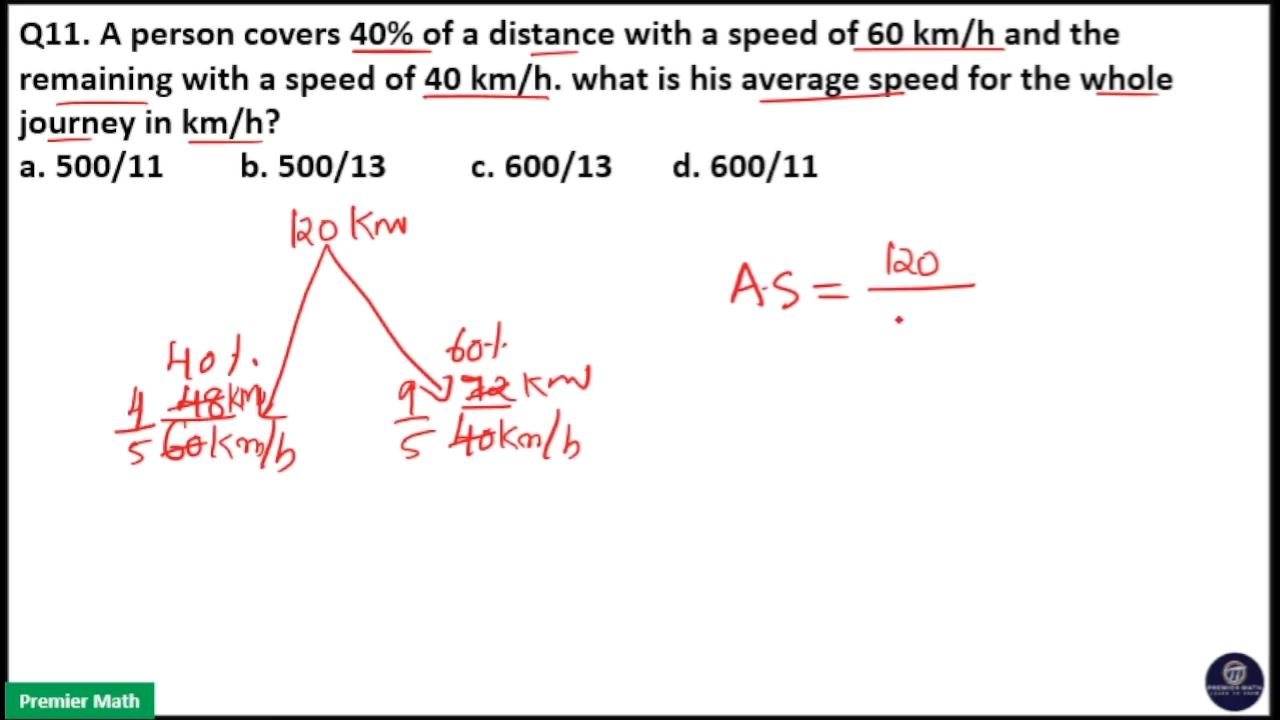 Q11. A person covers 40% of a distance with a speed of 60 km/h and the
remaining with a speed of 40 km/h. what is his average speed for the whole
journey in km/h?
a. 500/11 b. 500/13 c. 600/13 d. 600/11
120 Km
A.S = 120
40%. 60%
4 48km 9 72 km
5 60km/h 5 40km/h
Premier Math
PREMIER MATH